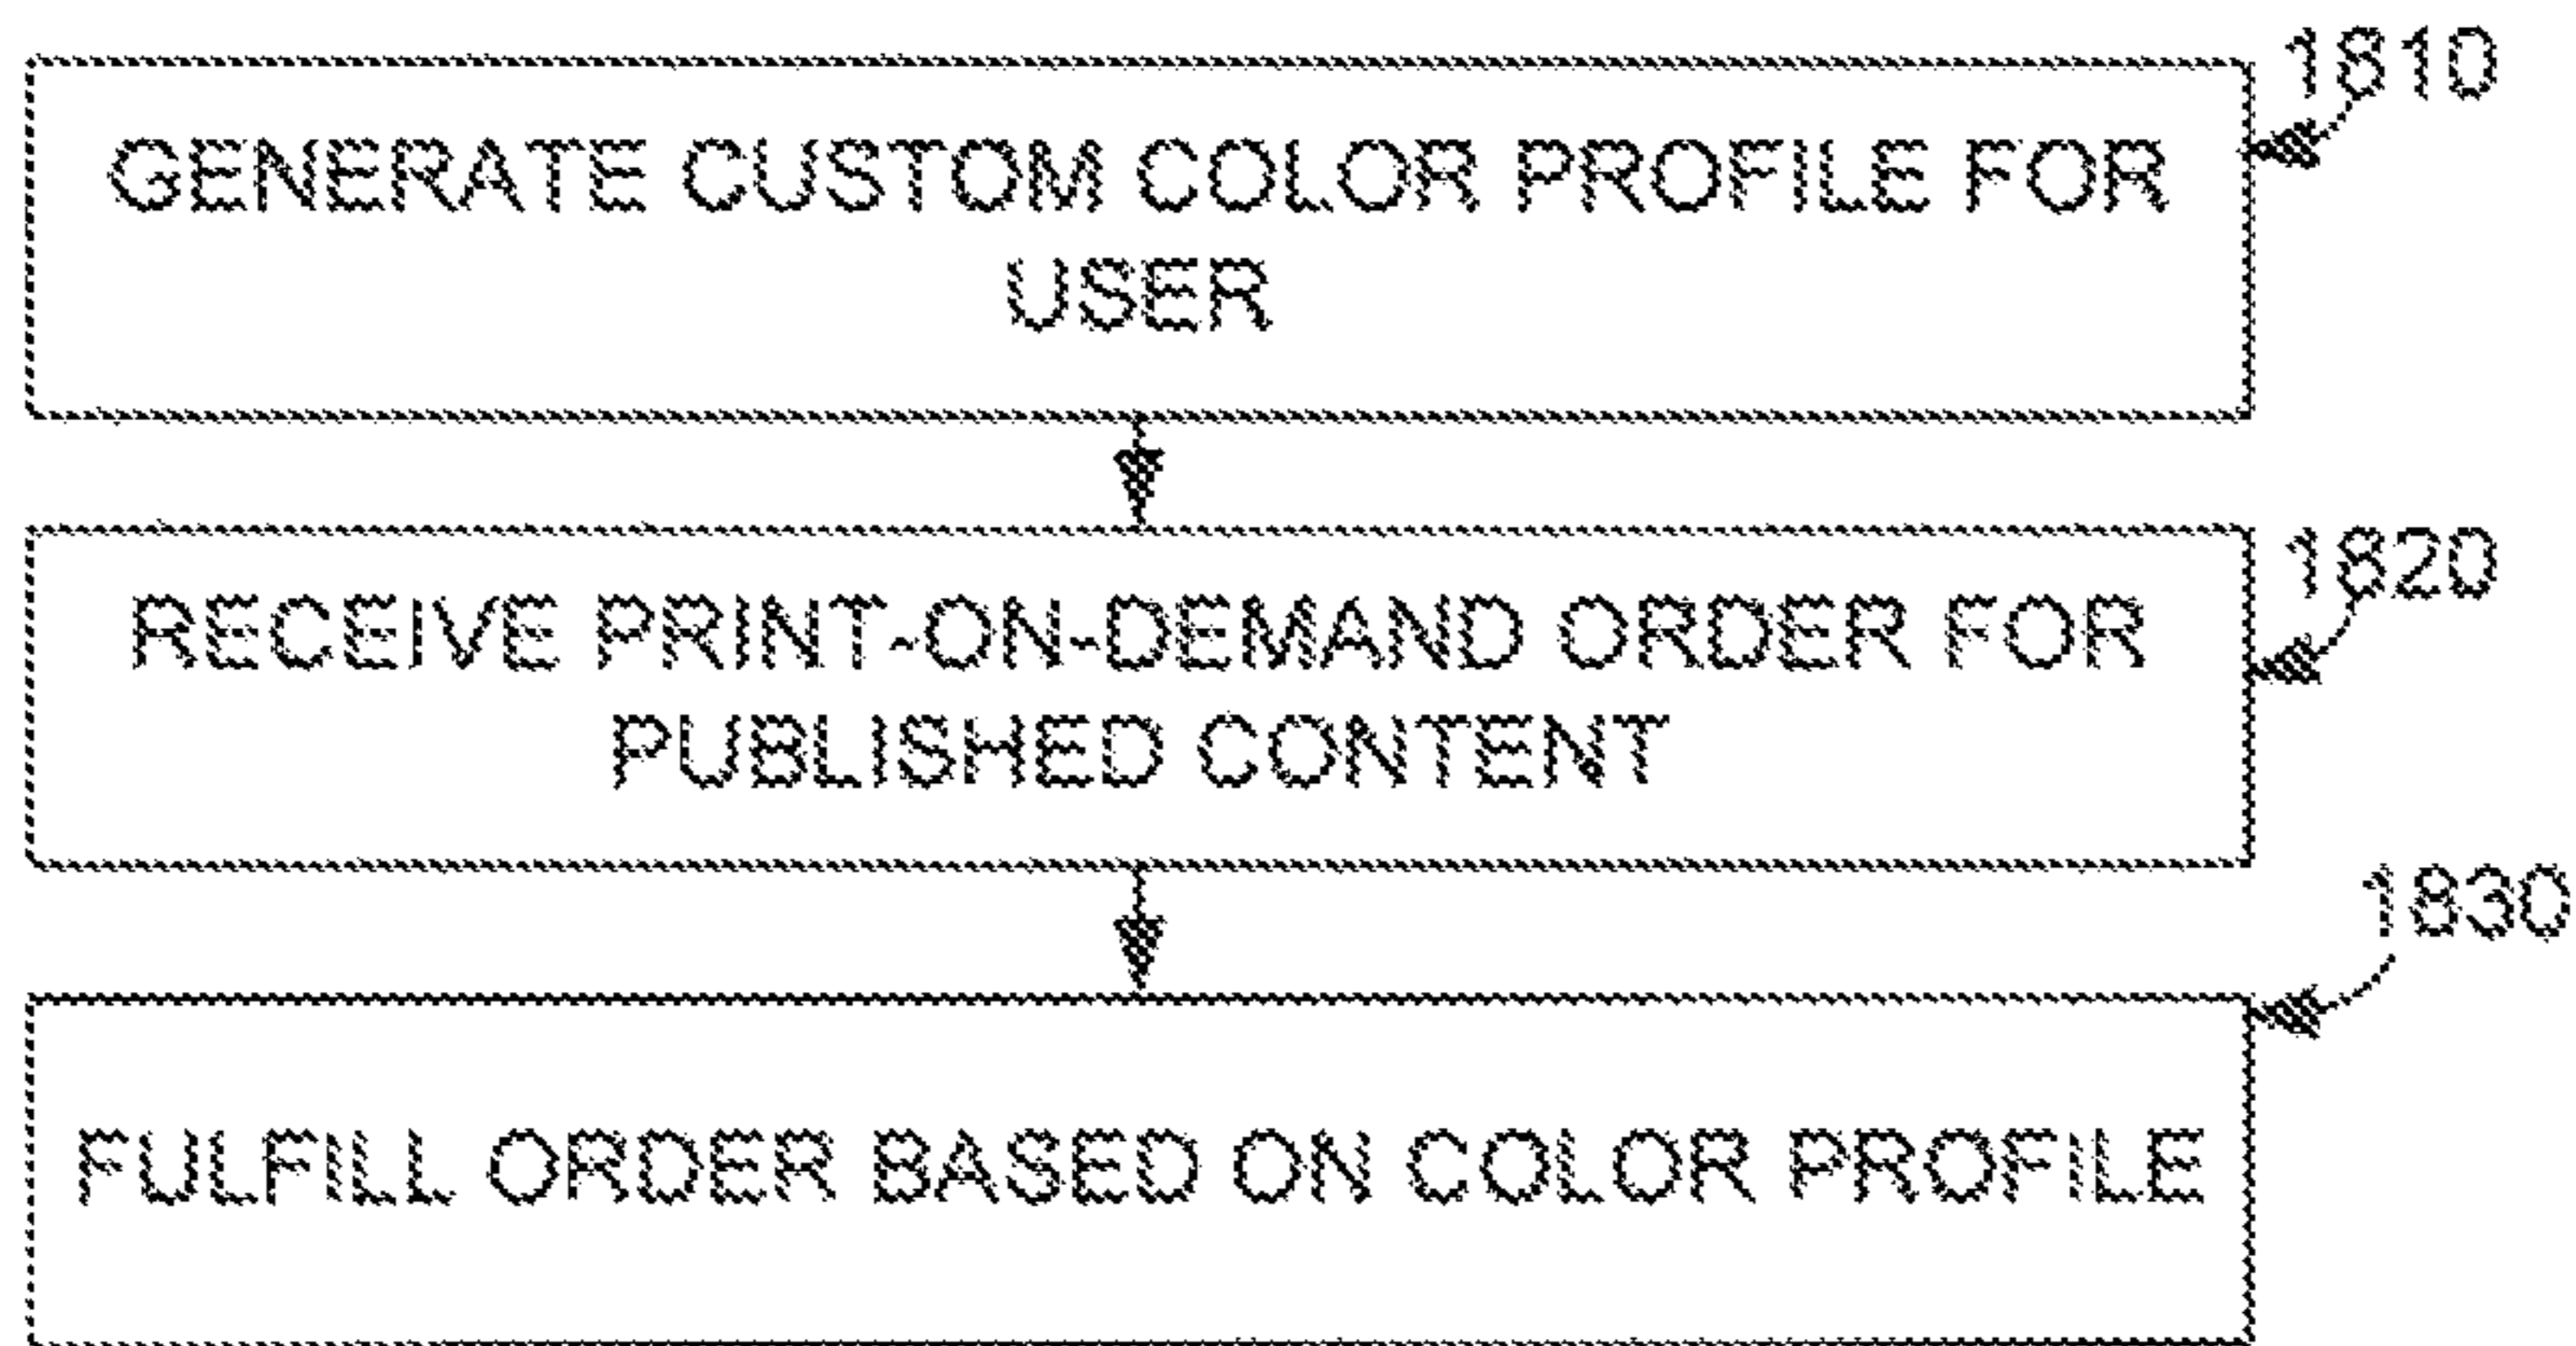 1810
GENERATE CUSTOM COLOR PROFILE FOR
USER
1820
RECEIVE PRINT-ON-DEMAND ORDER FOR
PUBLISHED CONTENT
1830
FULFILL ORDER BASED ON COLOR PROFILE